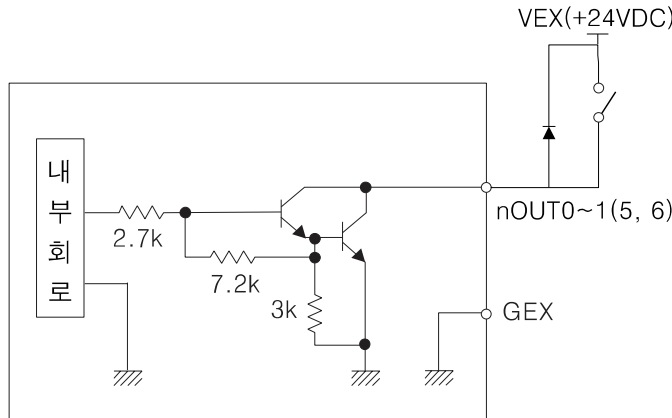 VEX(+24VDC)
내
부
회
로
2.7k
7.2k
3k
nOUT0~1(5, 6)
GEX